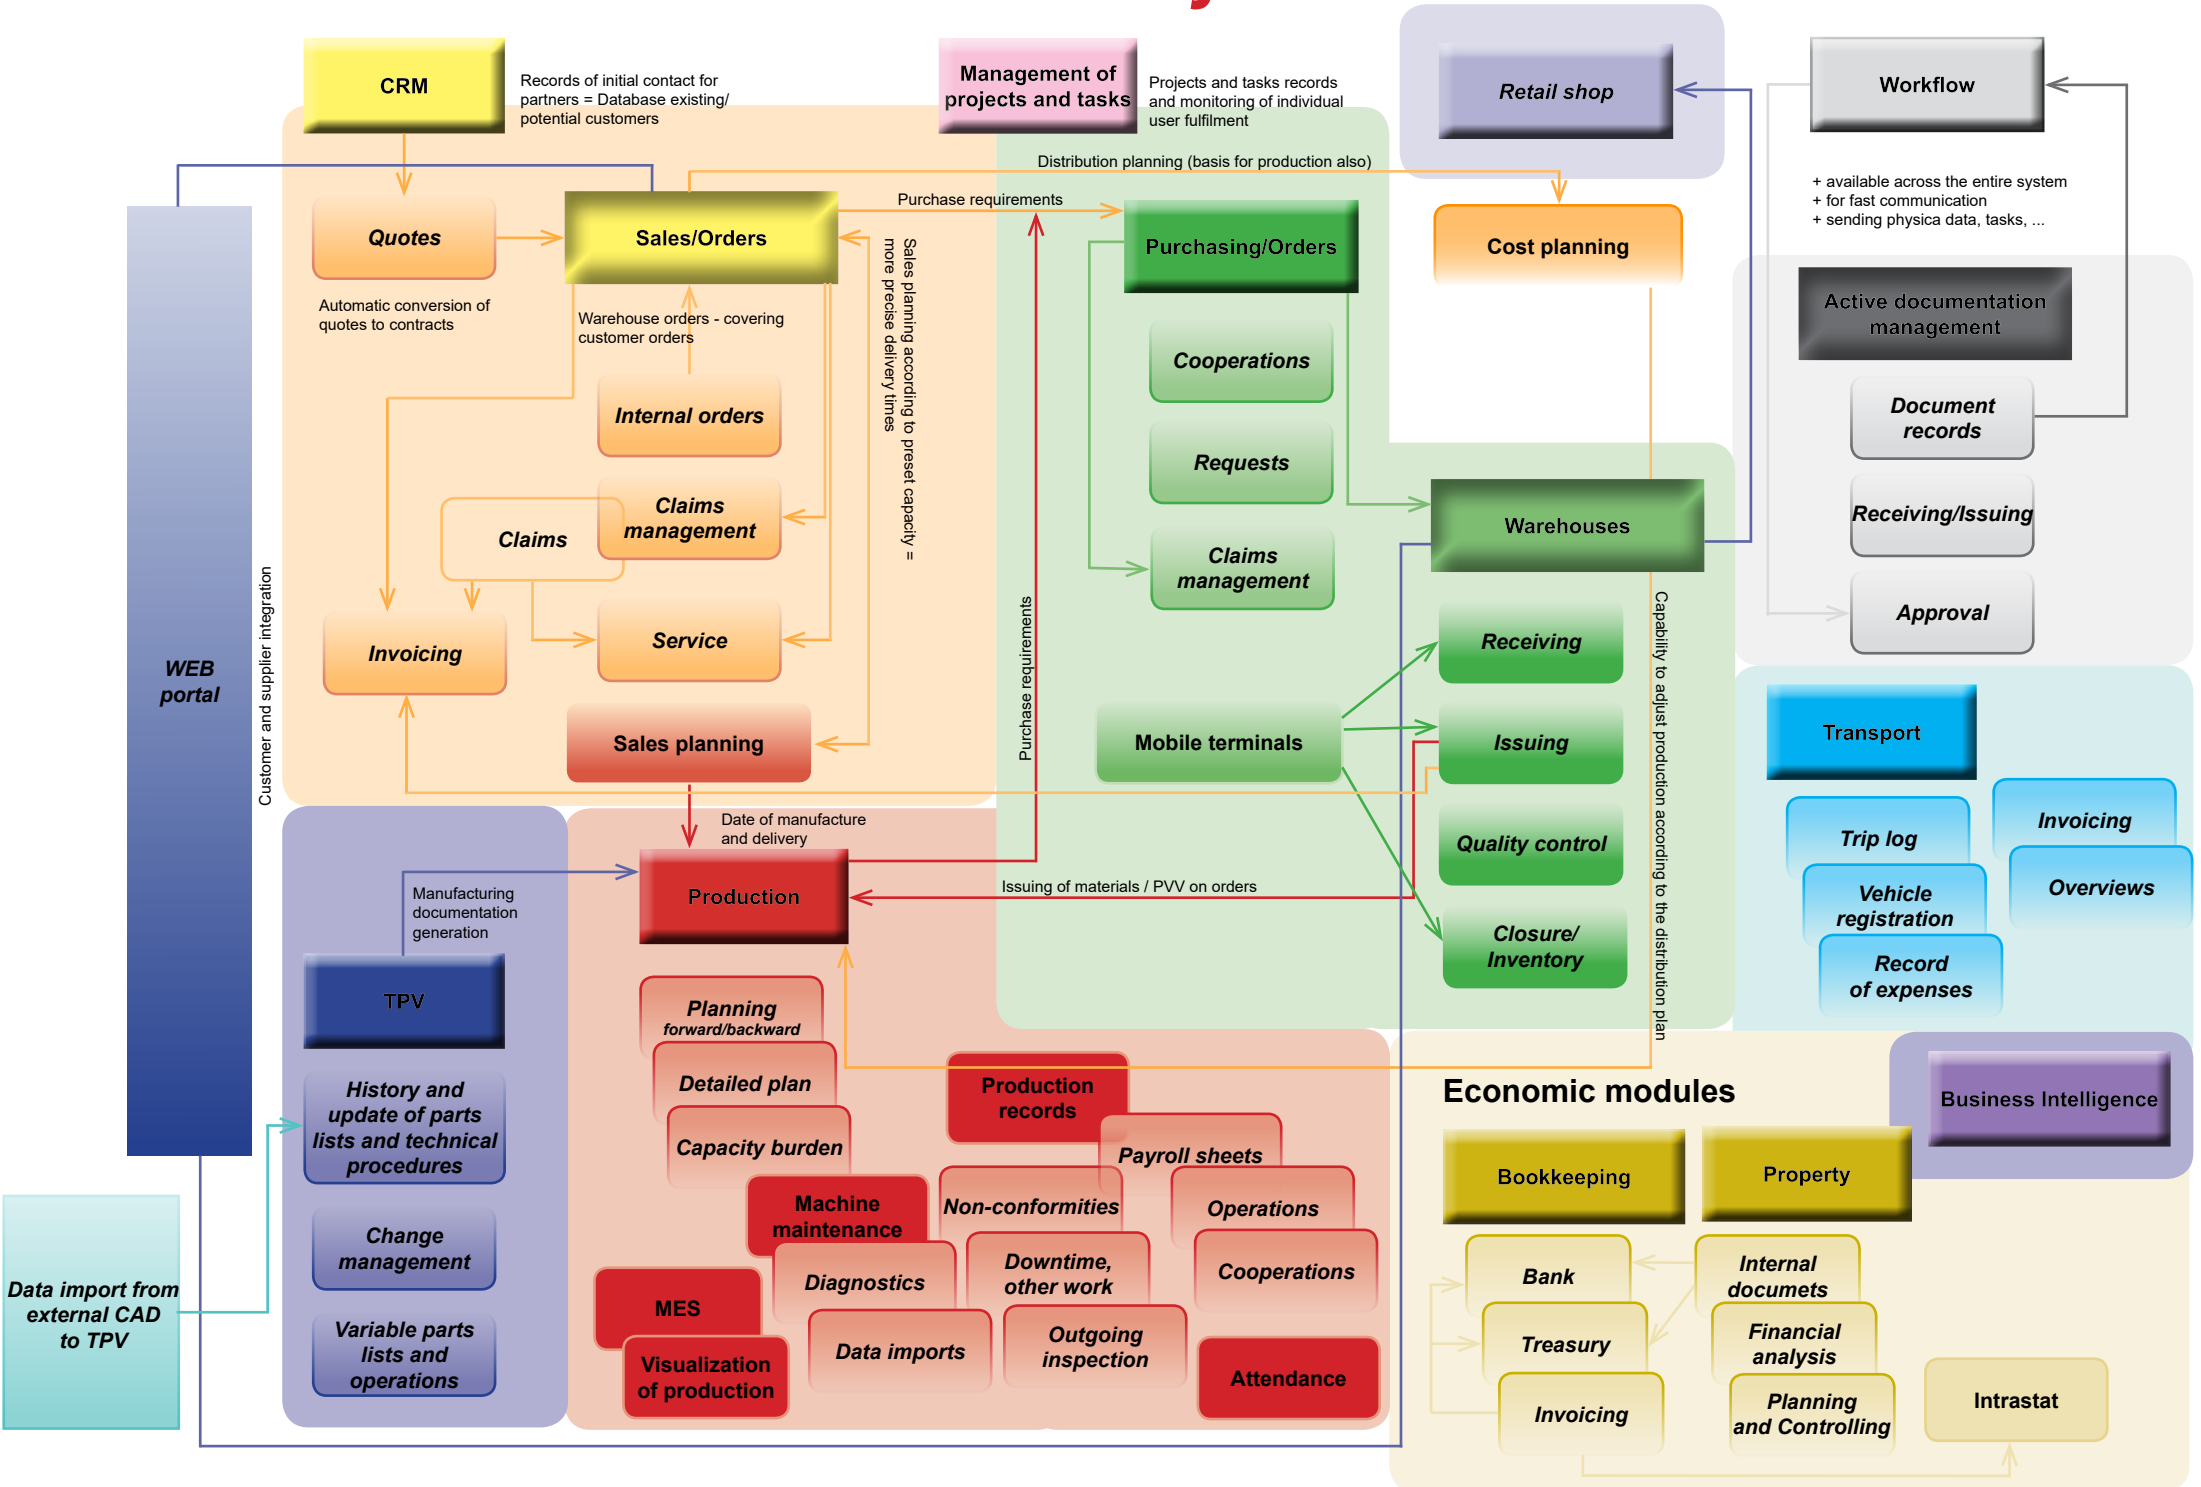 CRM
Records of initial contact for
partners = Database existing/
potential customers
Management of
projects and tasks
Projects and tasks records
and monitoring of individual
user fulfilment
Retail shop
Workflow
+ available across the entire system
+ for fast communication
+ sending physica data, tasks, ...
Distribution planning (basis for production also)
Purchase requirements
Quotes
Sales/Orders
Purchasing/Orders
Cost planning
Automatic conversion of
quotes to contracts
Warehouse orders - covering
customer orders
Sales planning according to preset capacity =
more precise delivery times
Active documentation
management
Cooperations
Internal orders
Document
records
Requests
Claims
management
Claims
Warehouses
Receiving/Issuing
Claims
management
Approval
Invoicing
Service
Receiving
WEB
portal
Customer and supplier integration
Purchase requirements
Capability to adjust production according to the distribution plan
Sales planning
Mobile terminals
Issuing
Transport
Date of manufacture
and delivery
Trip log
Invoicing
Quality control
Vehicle
registration
Overviews
Manufacturing
documentation
generation
Production
Issuing of materials / PVV on orders
Closure/
Inventory
Record
of expenses
TPV
Planning
forward/backward
Detailed plan
Capacity burden
Production
records
Economic modules
Business Intelligence
History and
update of parts
lists and technical
procedures
Payroll sheets
Bookkeeping
Property
Machine
maintenance
Non-conformities
Operations
Change
management
Diagnostics
Downtime,
other work
Cooperations
Bank
Internal
documets
Data import from
external CAD
to TPV
MES
Variable parts
lists and
operations
Visualization
of production
Data imports
Outgoing
inspection
Attendance
Treasury
Financial
analysis
Invoicing
Planning
and Controlling
Intrastat